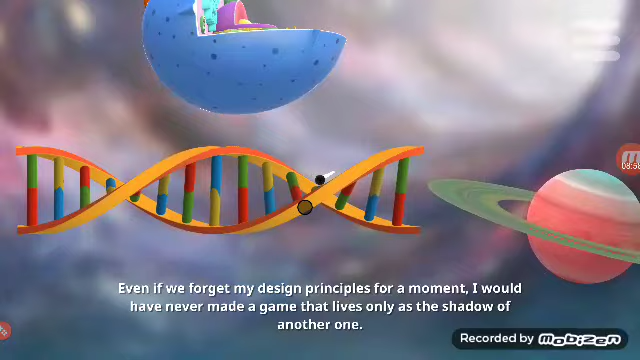 Even if we forget my design principles for a moment, I would
have never made a game that lives only as the shadow of
another one.
Recorded by mobizen